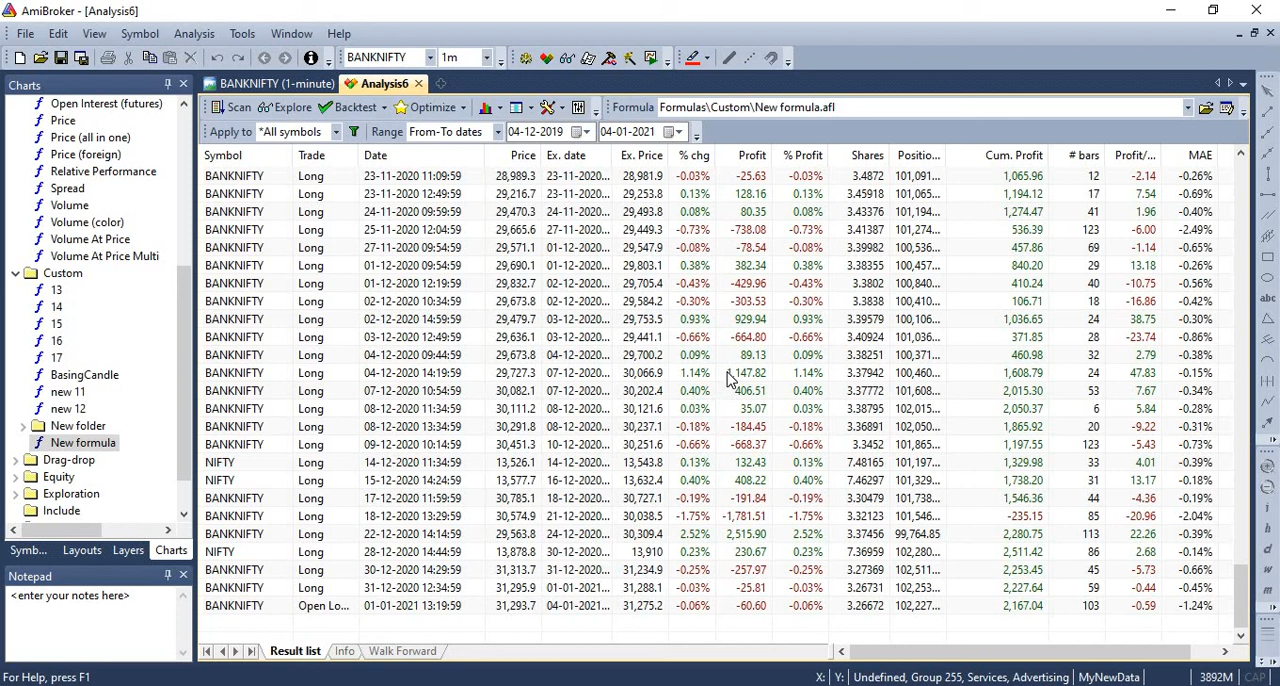 AmiBroker - [Analysis6]
File Edit View Symbol Analysis Tools Window Help
BANKNIFTY 1m
Charts
BANKNIFTY (1-minute) Analysis6
Scan Explore Backtest Optimize Formula Formulas\Custom\New formula.afl
Apply to *All symbols Range From-To dates 04-12-2019 04-01-2021
Open Interest (futures)
Price
Price (all in one)
Price (foreign)
Relative Performance
Spread
Volume
Volume (color)
Volume At Price
Volume At Price Multi
Custom
13
14
15
16
17
BasingCandle
new 11
new 12
New folder
New formula
Drag-drop
Equity
Exploration
Include
Symb... Layouts Layers Charts
Notepad
<enter your notes here>
Symbol Trade Date Price Ex. date Ex. Price % chg Profit % Profit Shares Positio... Cum. Profit # bars Profit/... MAE
BANKNIFTY Long 23-11-2020 11:09:59 28,989.3 23-11-2020... 28,981.9 -0.03% -25.63 -0.03% 3.4872 101,091... 1,065.96 12 -2.14 -0.26%
BANKNIFTY Long 23-11-2020 12:49:59 29,216.7 23-11-2020... 29,253.8 0.13% 128.16 0.13% 3.45918 101,065... 1,194.12 17 7.54 -0.69%
BANKNIFTY Long 24-11-2020 09:59:59 29,470.3 24-11-2020... 29,493.8 0.08% 80.35 0.08% 3.43375 101,194... 1,274.47 41 1.96 -0.40%
BANKNIFTY Long 25-11-2020 12:04:59 29,665.6 27-11-2020... 29,449.3 -0.73% -738.08 -0.73% 3.41387 101,274... 536.39 123 -6.00 -2.49%
BANKNIFTY Long 27-11-2020 09:54:59 29,571.1 27-11-2020... 29,547.9 -0.08% -78.54 -0.08% 3.39982 100,536... 457.86 69 -1.14 -0.65%
BANKNIFTY Long 01-12-2020 09:54:59 29,690.1 01-12-2020... 29,803.1 0.38% 382.34 0.38% 3.38355 100,457... 840.20 29 13.18 -0.26%
BANKNIFTY Long 01-12-2020 12:19:59 29,832.7 01-12-2020... 29,705.4 -0.43% -429.96 -0.43% 3.3802 100,840... 410.24 40 -10.75 -0.56%
BANKNIFTY Long 02-12-2020 10:34:59 29,673.8 02-12-2020... 29,584.2 -0.30% -303.53 -0.30% 3.3838 100,410... 106.71 18 -16.86 -0.42%
BANKNIFTY Long 02-12-2020 14:59:59 29,479.7 03-12-2020... 29,753.5 0.93% 929.94 0.93% 3.39579 100,106... 1,036.65 24 38.75 -0.30%
BANKNIFTY Long 03-12-2020 12:49:59 29,636.1 03-12-2020... 29,441.1 -0.66% -664.80 -0.66% 3.40924 101,036... 371.85 28 -23.74 -0.86%
BANKNIFTY Long 04-12-2020 09:44:59 29,673.8 04-12-2020... 29,700.2 0.09% 89.13 0.09% 3.38251 100,371... 460.98 32 2.79 -0.38%
BANKNIFTY Long 04-12-2020 14:19:59 29,727.3 07-12-2020... 30,066.9 1.14% 147.82 1.14% 3.37942 100,460... 1,608.79 24 47.83 -0.15%
BANKNIFTY Long 07-12-2020 10:54:59 30,082.1 07-12-2020... 30,202.4 0.40% 406.51 0.40% 3.37772 101,608... 2,015.30 53 7.67 -0.34%
BANKNIFTY Long 08-12-2020 11:34:59 30,111.2 08-12-2020... 30,121.6 0.03% 35.07 0.03% 3.38795 102,015... 2,050.37 6 5.84 -0.28%
BANKNIFTY Long 08-12-2020 13:34:59 30,291.8 08-12-2020... 30,237.1 -0.18% -184.45 -0.18% 3.36891 102,050... 1,865.92 20 -9.22 -0.31%
BANKNIFTY Long 09-12-2020 10:14:59 30,451.3 10-12-2020... 30,251.6 -0.66% -668.37 -0.66% 3.3452 101,865... 1,197.55 123 -5.43 -0.73%
NIFTY Long 14-12-2020 11:34:59 13,526.1 14-12-2020... 13,543.8 0.13% 132.43 0.13% 7.48165 101,197... 1,329.98 33 4.01 -0.39%
NIFTY Long 15-12-2020 14:24:59 13,577.7 16-12-2020... 13,632.4 0.40% 408.22 0.40% 7.46297 101,329... 1,738.20 31 13.17 -0.18%
BANKNIFTY Long 17-12-2020 11:59:59 30,785.1 18-12-2020... 30,727.1 -0.19% -191.84 -0.19% 3.30479 101,738... 1,546.36 44 -4.36 -0.19%
BANKNIFTY Long 18-12-2020 13:29:59 30,574.9 21-12-2020... 30,038.5 -1.75% -1,781.51 -1.75% 3.32123 101,546... -235.15 85 -20.96 -2.04%
BANKNIFTY Long 22-12-2020 14:14:59 29,563.8 24-12-2020... 30,309.4 2.52% 2,515.90 2.52% 3.37456 99,764.85 2,280.75 113 22.26 -0.39%
NIFTY Long 28-12-2020 14:44:59 13,878.8 30-12-2020... 13,910 0.23% 230.67 0.23% 7.36959 102,280... 2,511.42 86 2.68 -0.14%
BANKNIFTY Long 30-12-2020 14:29:59 31,313.7 31-12-2020... 31,234.9 -0.25% -257.97 -0.25% 3.27369 102,511... 2,253.45 45 -5.73 -0.66%
BANKNIFTY Long 31-12-2020 12:04:59 31,295.9 01-01-2021... 31,288.1 -0.03% -25.81 -0.03% 3.26731 102,253... 2,227.64 59 -0.44 -0.45%
BANKNIFTY Open Lo... 01-01-2021 13:19:59 31,293.7 04-01-2021... 31,275.2 -0.06% -60.60 -0.06% 3.26672 102,227... 2,167.04 103 -0.59 -1.24%
Result list Info Walk Forward
For Help, press F1 X: Y: Undefined, Group 255, Services, Advertising MyNewData 3892M CAP